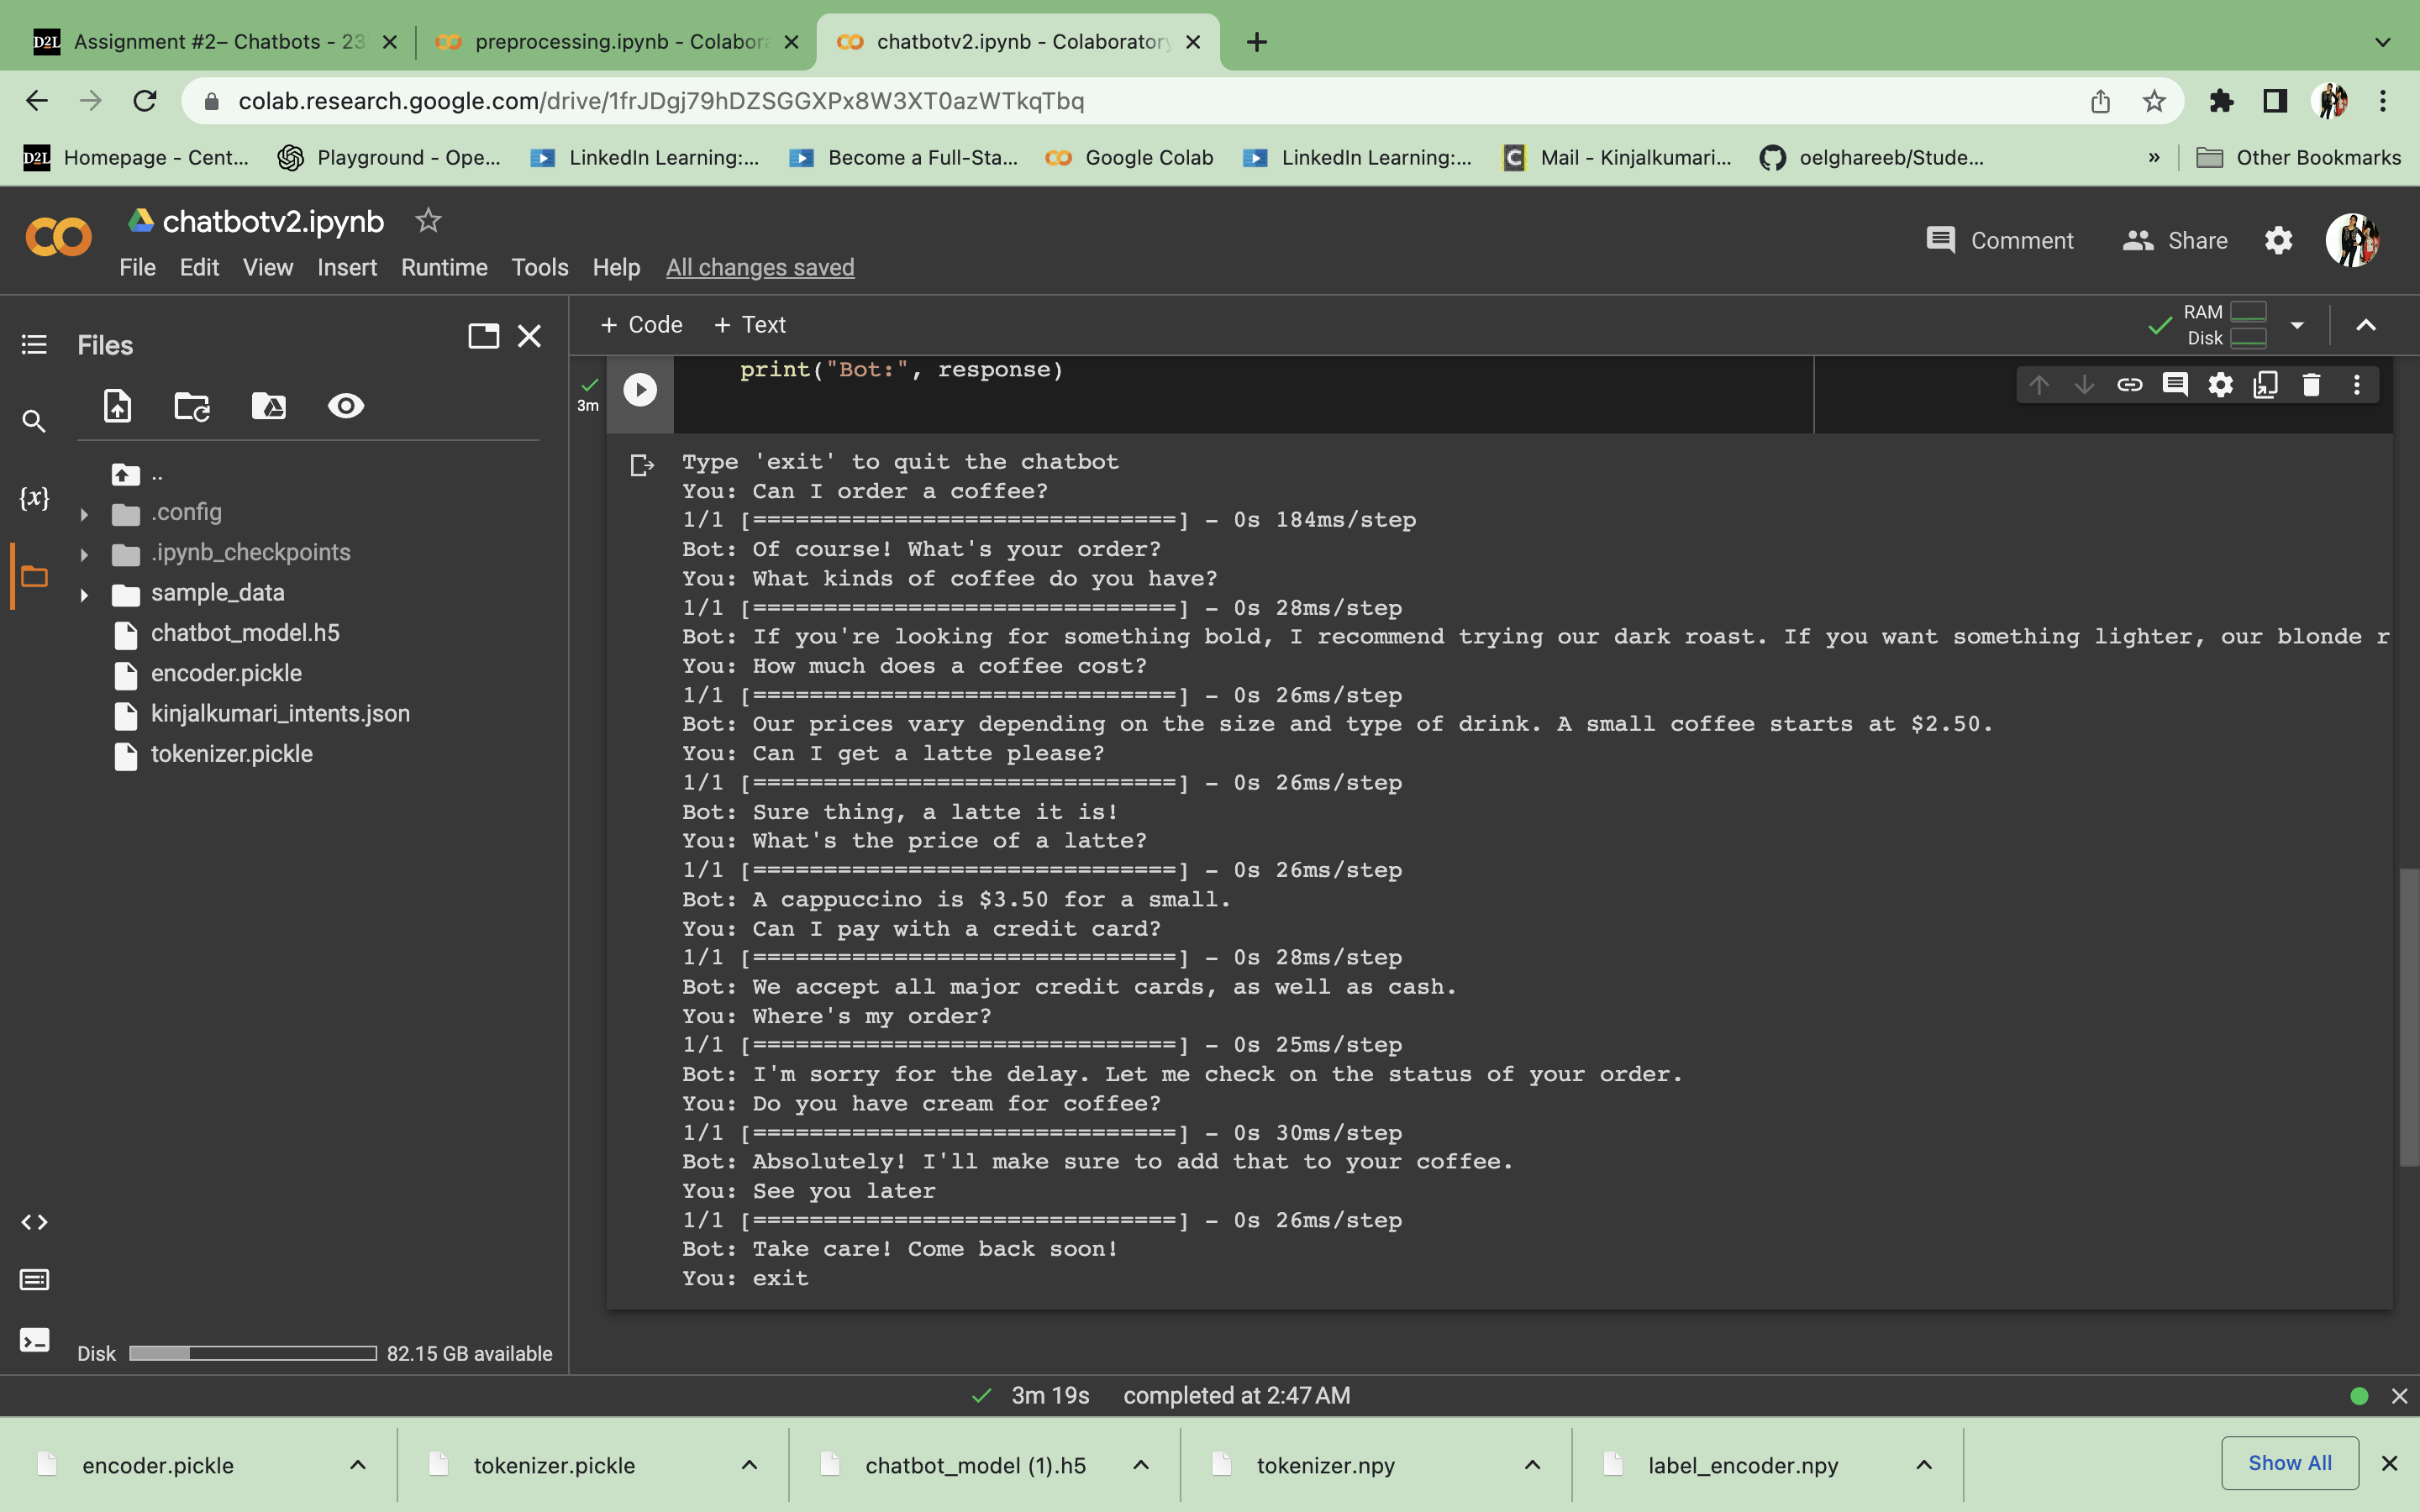 D2L Assignment #2– Chatbots - 23
preprocessing.ipynb - Colabora
chatbotv2.ipynb - Colaboratory
colab.research.google.com/drive/1frJDgj79hDZSGGXPx8W3XT0azWTkqTbq
D2L Homepage - Cent...
Playground - Ope...
LinkedIn Learning:...
Become a Full-Sta...
Google Colab
LinkedIn Learning:...
Mail - Kinjalkumari...
oelghareeb/Stude...
»
Other Bookmarks
chatbotv2.ipynb
Comment
Share
File Edit View Insert Runtime Tools Help All changes saved
Files
+ Code + Text
RAM
Disk
{x}
..
.config
.ipynb_checkpoints
sample_data
chatbot_model.h5
encoder.pickle
kinjalkumari_intents.json
tokenizer.pickle
Disk 82.15 GB available
3m
print("Bot:", response)
Type 'exit' to quit the chatbot
You: Can I order a coffee?
1/1 [==============================] - 0s 184ms/step
Bot: Of course! What's your order?
You: What kinds of coffee do you have?
1/1 [==============================] - 0s 28ms/step
Bot: If you're looking for something bold, I recommend trying our dark roast. If you want something lighter, our blonde r
You: How much does a coffee cost?
1/1 [==============================] - 0s 26ms/step
Bot: Our prices vary depending on the size and type of drink. A small coffee starts at $2.50.
You: Can I get a latte please?
1/1 [==============================] - 0s 26ms/step
Bot: Sure thing, a latte it is!
You: What's the price of a latte?
1/1 [==============================] - 0s 26ms/step
Bot: A cappuccino is $3.50 for a small.
You: Can I pay with a credit card?
1/1 [==============================] - 0s 28ms/step
Bot: We accept all major credit cards, as well as cash.
You: Where's my order?
1/1 [==============================] - 0s 25ms/step
Bot: I'm sorry for the delay. Let me check on the status of your order.
You: Do you have cream for coffee?
1/1 [==============================] - 0s 30ms/step
Bot: Absolutely! I'll make sure to add that to your coffee.
You: See you later
1/1 [==============================] - 0s 26ms/step
Bot: Take care! Come back soon!
You: exit
3m 19s completed at 2:47 AM
encoder.pickle
tokenizer.pickle
chatbot_model (1).h5
tokenizer.npy
label_encoder.npy
Show All